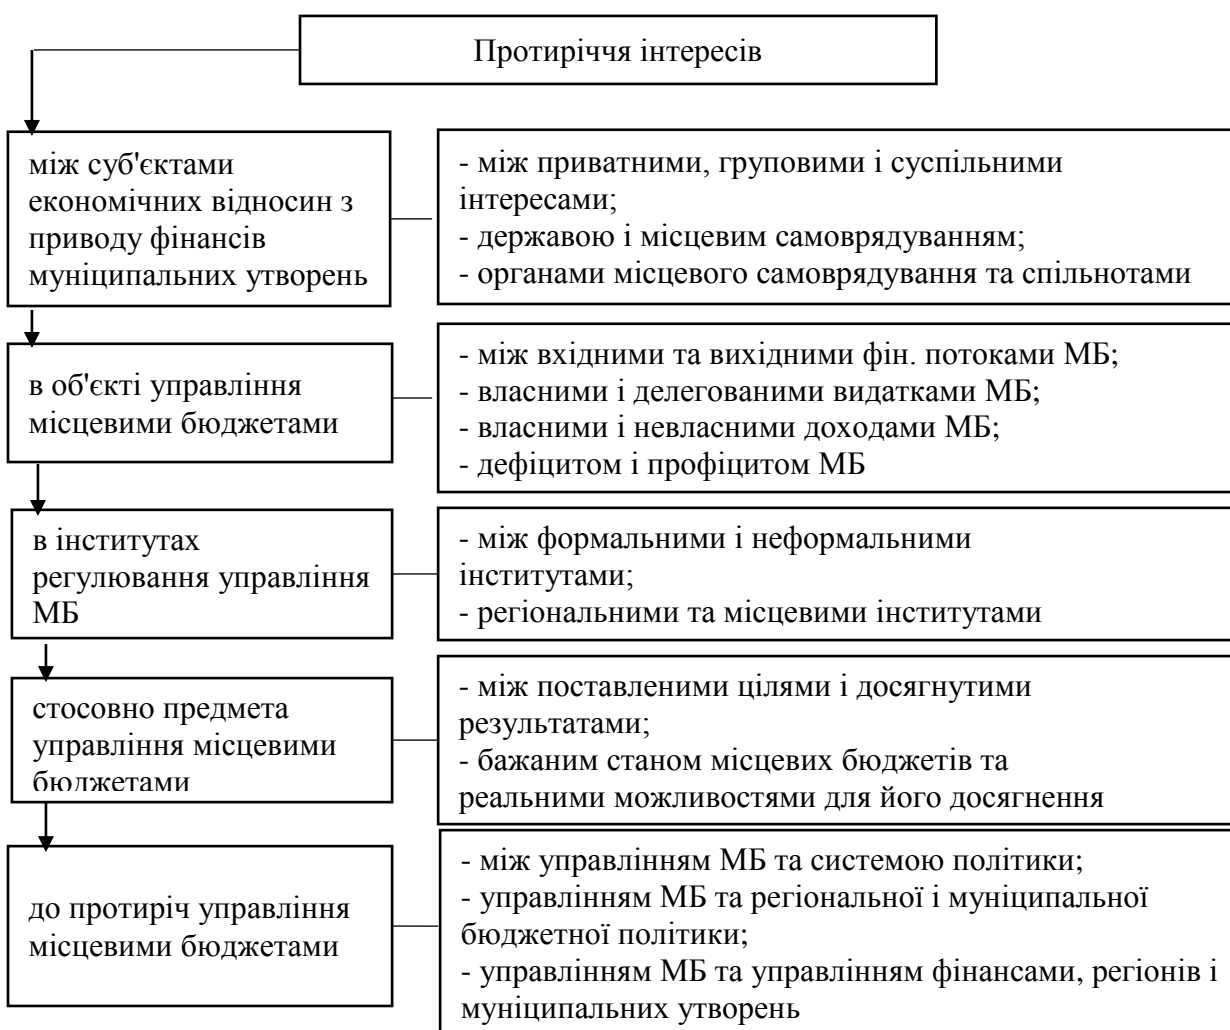 Протиріччя інтересів
між суб'єктами
економічних відносин з
приводу фінансів
муніципальних утворень
- між приватними, груповими і суспільними
інтересами;
- державою і місцевим самоврядуванням;
- органами місцевого самоврядування та спільнотами
в об'єкті управління
місцевими бюджетами
- між вхідними та вихідними фін. потоками МБ;
- власними і делегованими видатками МБ;
- власними і невласними доходами МБ;
- дефіцитом і профіцитом МБ
в інститутах
регулювання управління
МБ
- між формальними і неформальними
інститутами;
- регіональними та місцевими інститутами
стосовно предмета
управління місцевими
бюджетами
- між поставленими цілями і досягнутими
результатами;
- бажаним станом місцевих бюджетів та
реальними можливостями для його досягнення
до протиріч управління
місцевими бюджетами
- між управлінням МБ та системою політики;
- управлінням МБ та регіональної і муніципальної
бюджетної політики;
- управлінням МБ та управлінням фінансами, регіонів і
муніципальних утворень